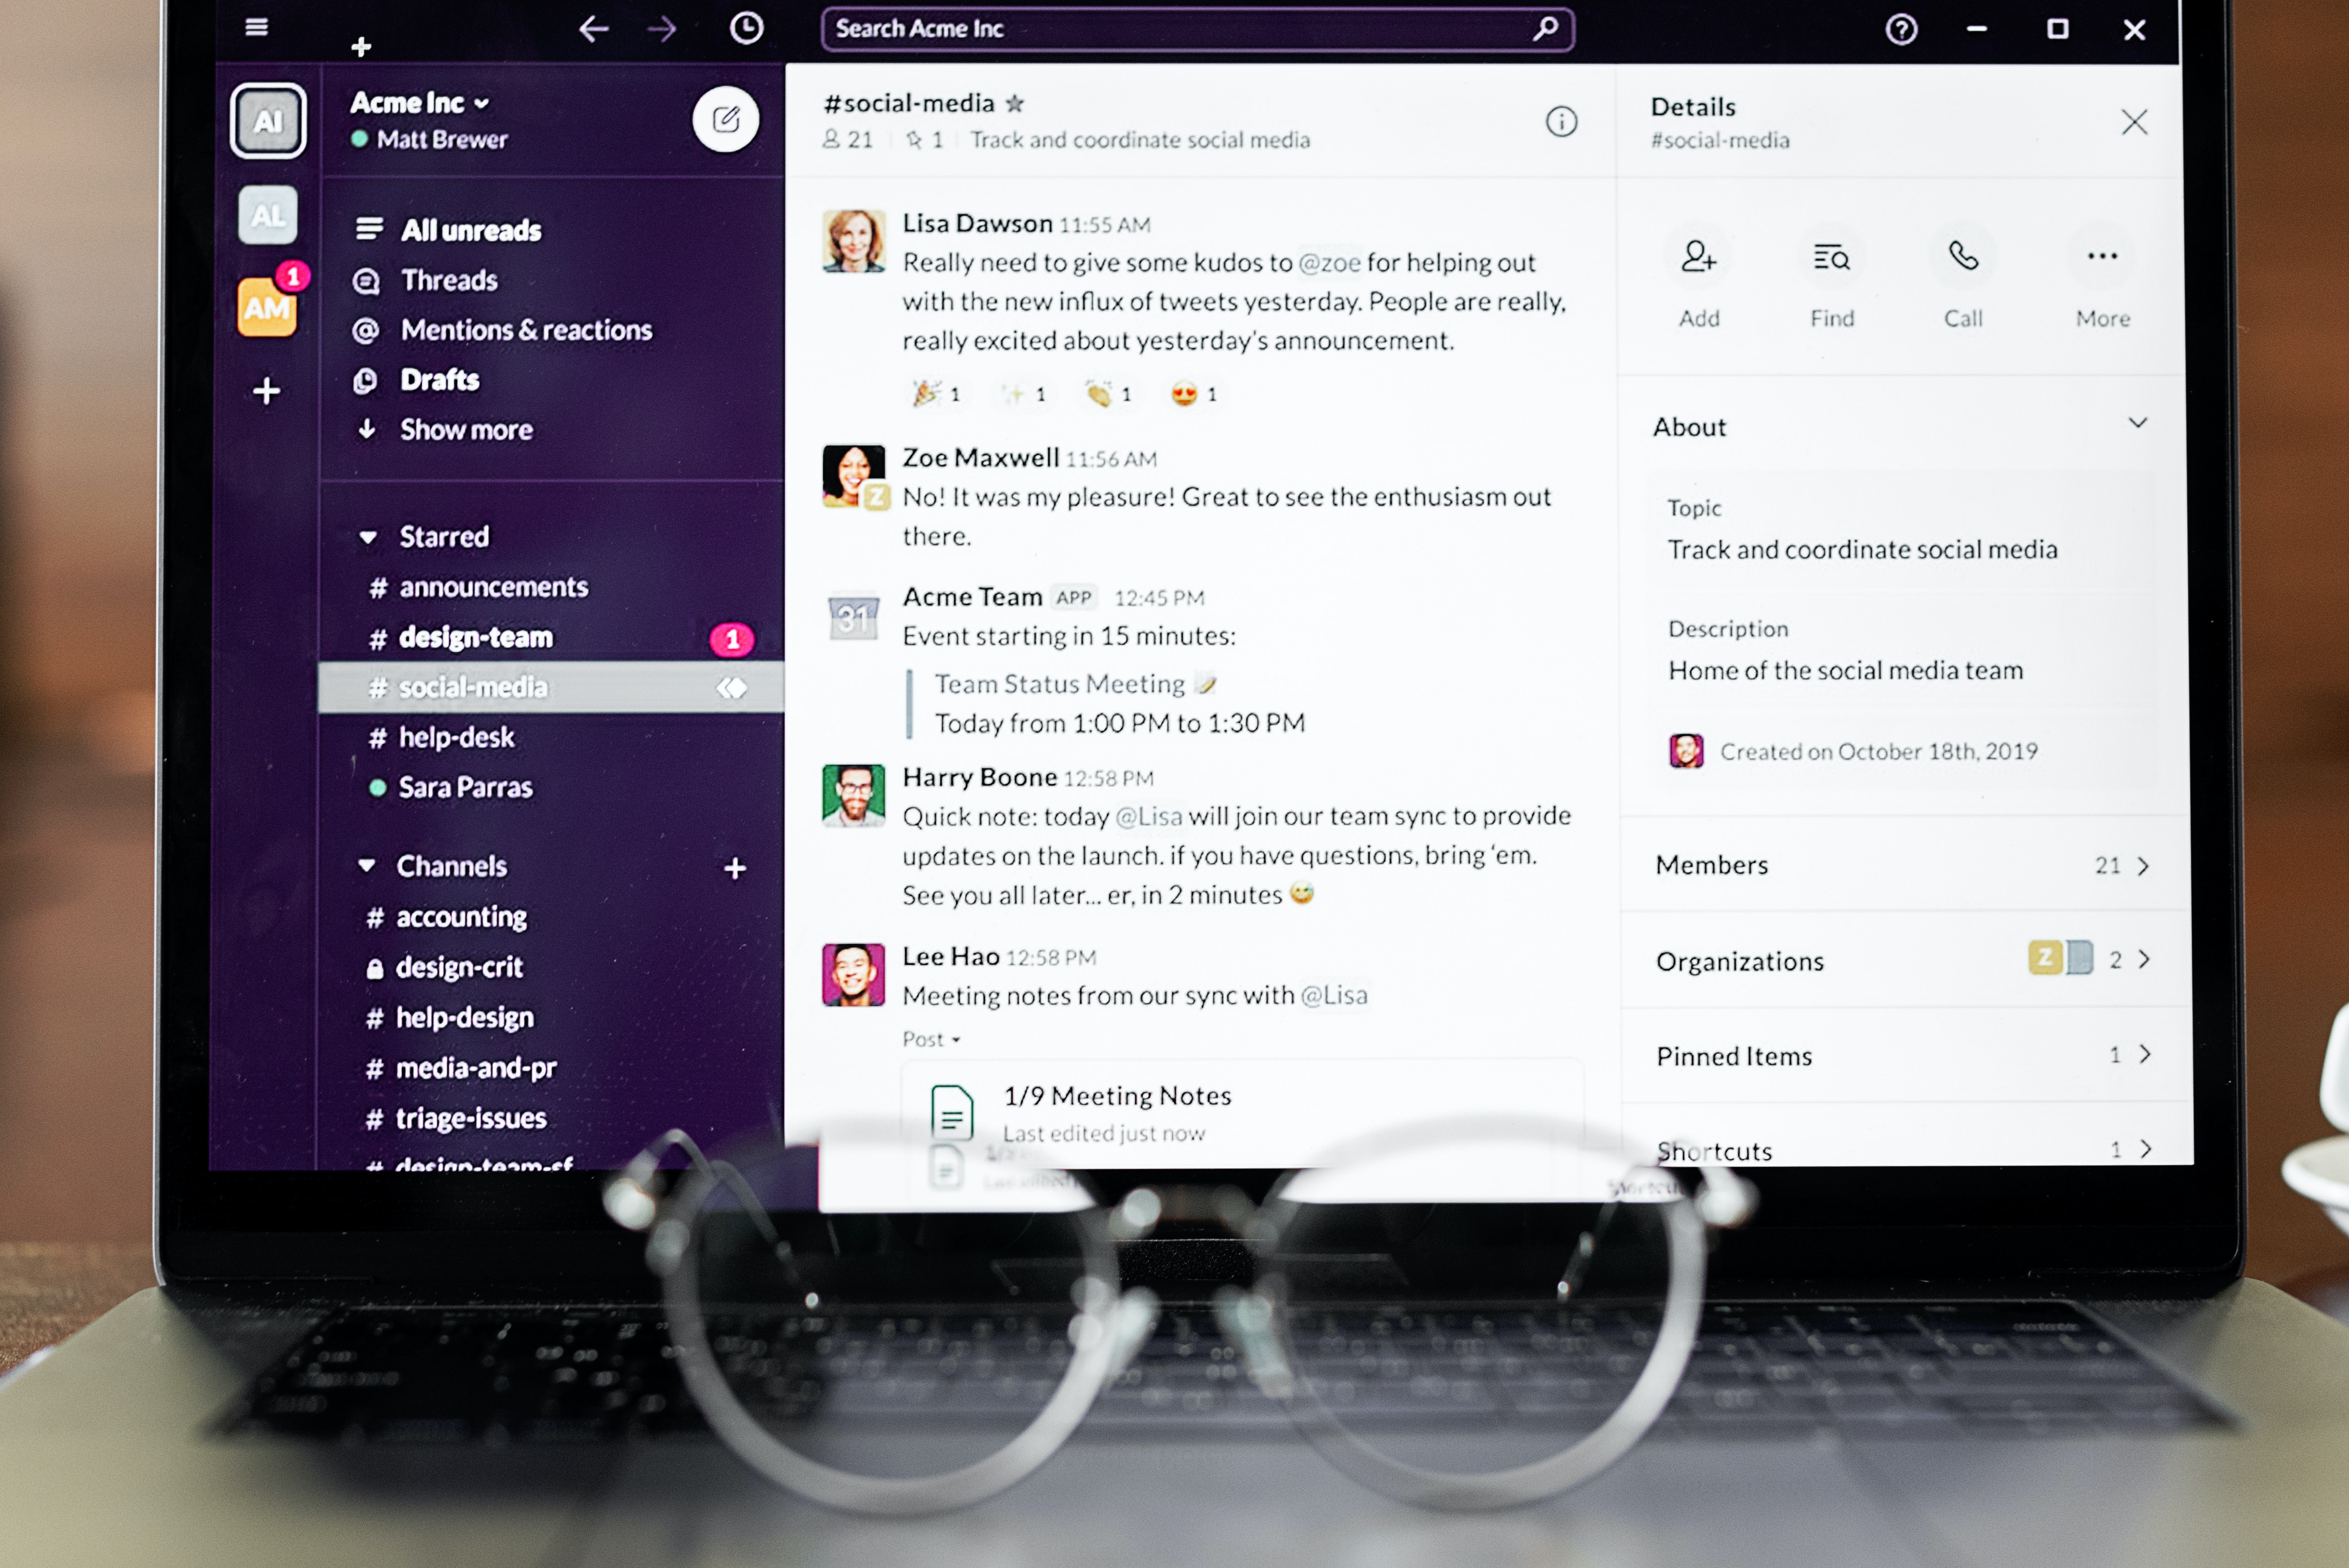 Search Acme Inc
AI
AL
AM
1
Acme Inc
Matt Brewer
All unreads
Threads
@ Mentions & reactions
Drafts
Show more
Starred
# announcements
# design-team 1
# social-media
# help-desk
Sara Parras
Channels +
# accounting
design-crit
# help-design
# media-and-pr
# triage-issues
# design-team-sf
#social-media
21 1 Track and coordinate social media
Lisa Dawson 11:55 AM
Really need to give some kudos to @zoe for helping out
with the new influx of tweets yesterday. People are really,
really excited about yesterday's announcement.
1 1 1 1
Zoe Maxwell 11:56 AM
Z
No! It was my pleasure! Great to see the enthusiasm out
there.
31
Acme Team APP 12:45 PM
Event starting in 15 minutes:
Team Status Meeting
Today from 1:00 PM to 1:30 PM
Harry Boone 12:58 PM
Quick note: today @Lisa will join our team sync to provide
updates on the launch. if you have questions, bring ‘em.
See you all later... er, in 2 minutes
Lee Hao 12:58 PM
Meeting notes from our sync with @Lisa
Post
1/9 Meeting Notes
Last edited just now
Details
#social-media
Add Find Call More
About
Topic
Track and coordinate social media
Description
Home of the social media team
Created on October 18th, 2019
Members 21
Organizations Z 2
Pinned Items 1
Shortcuts 1